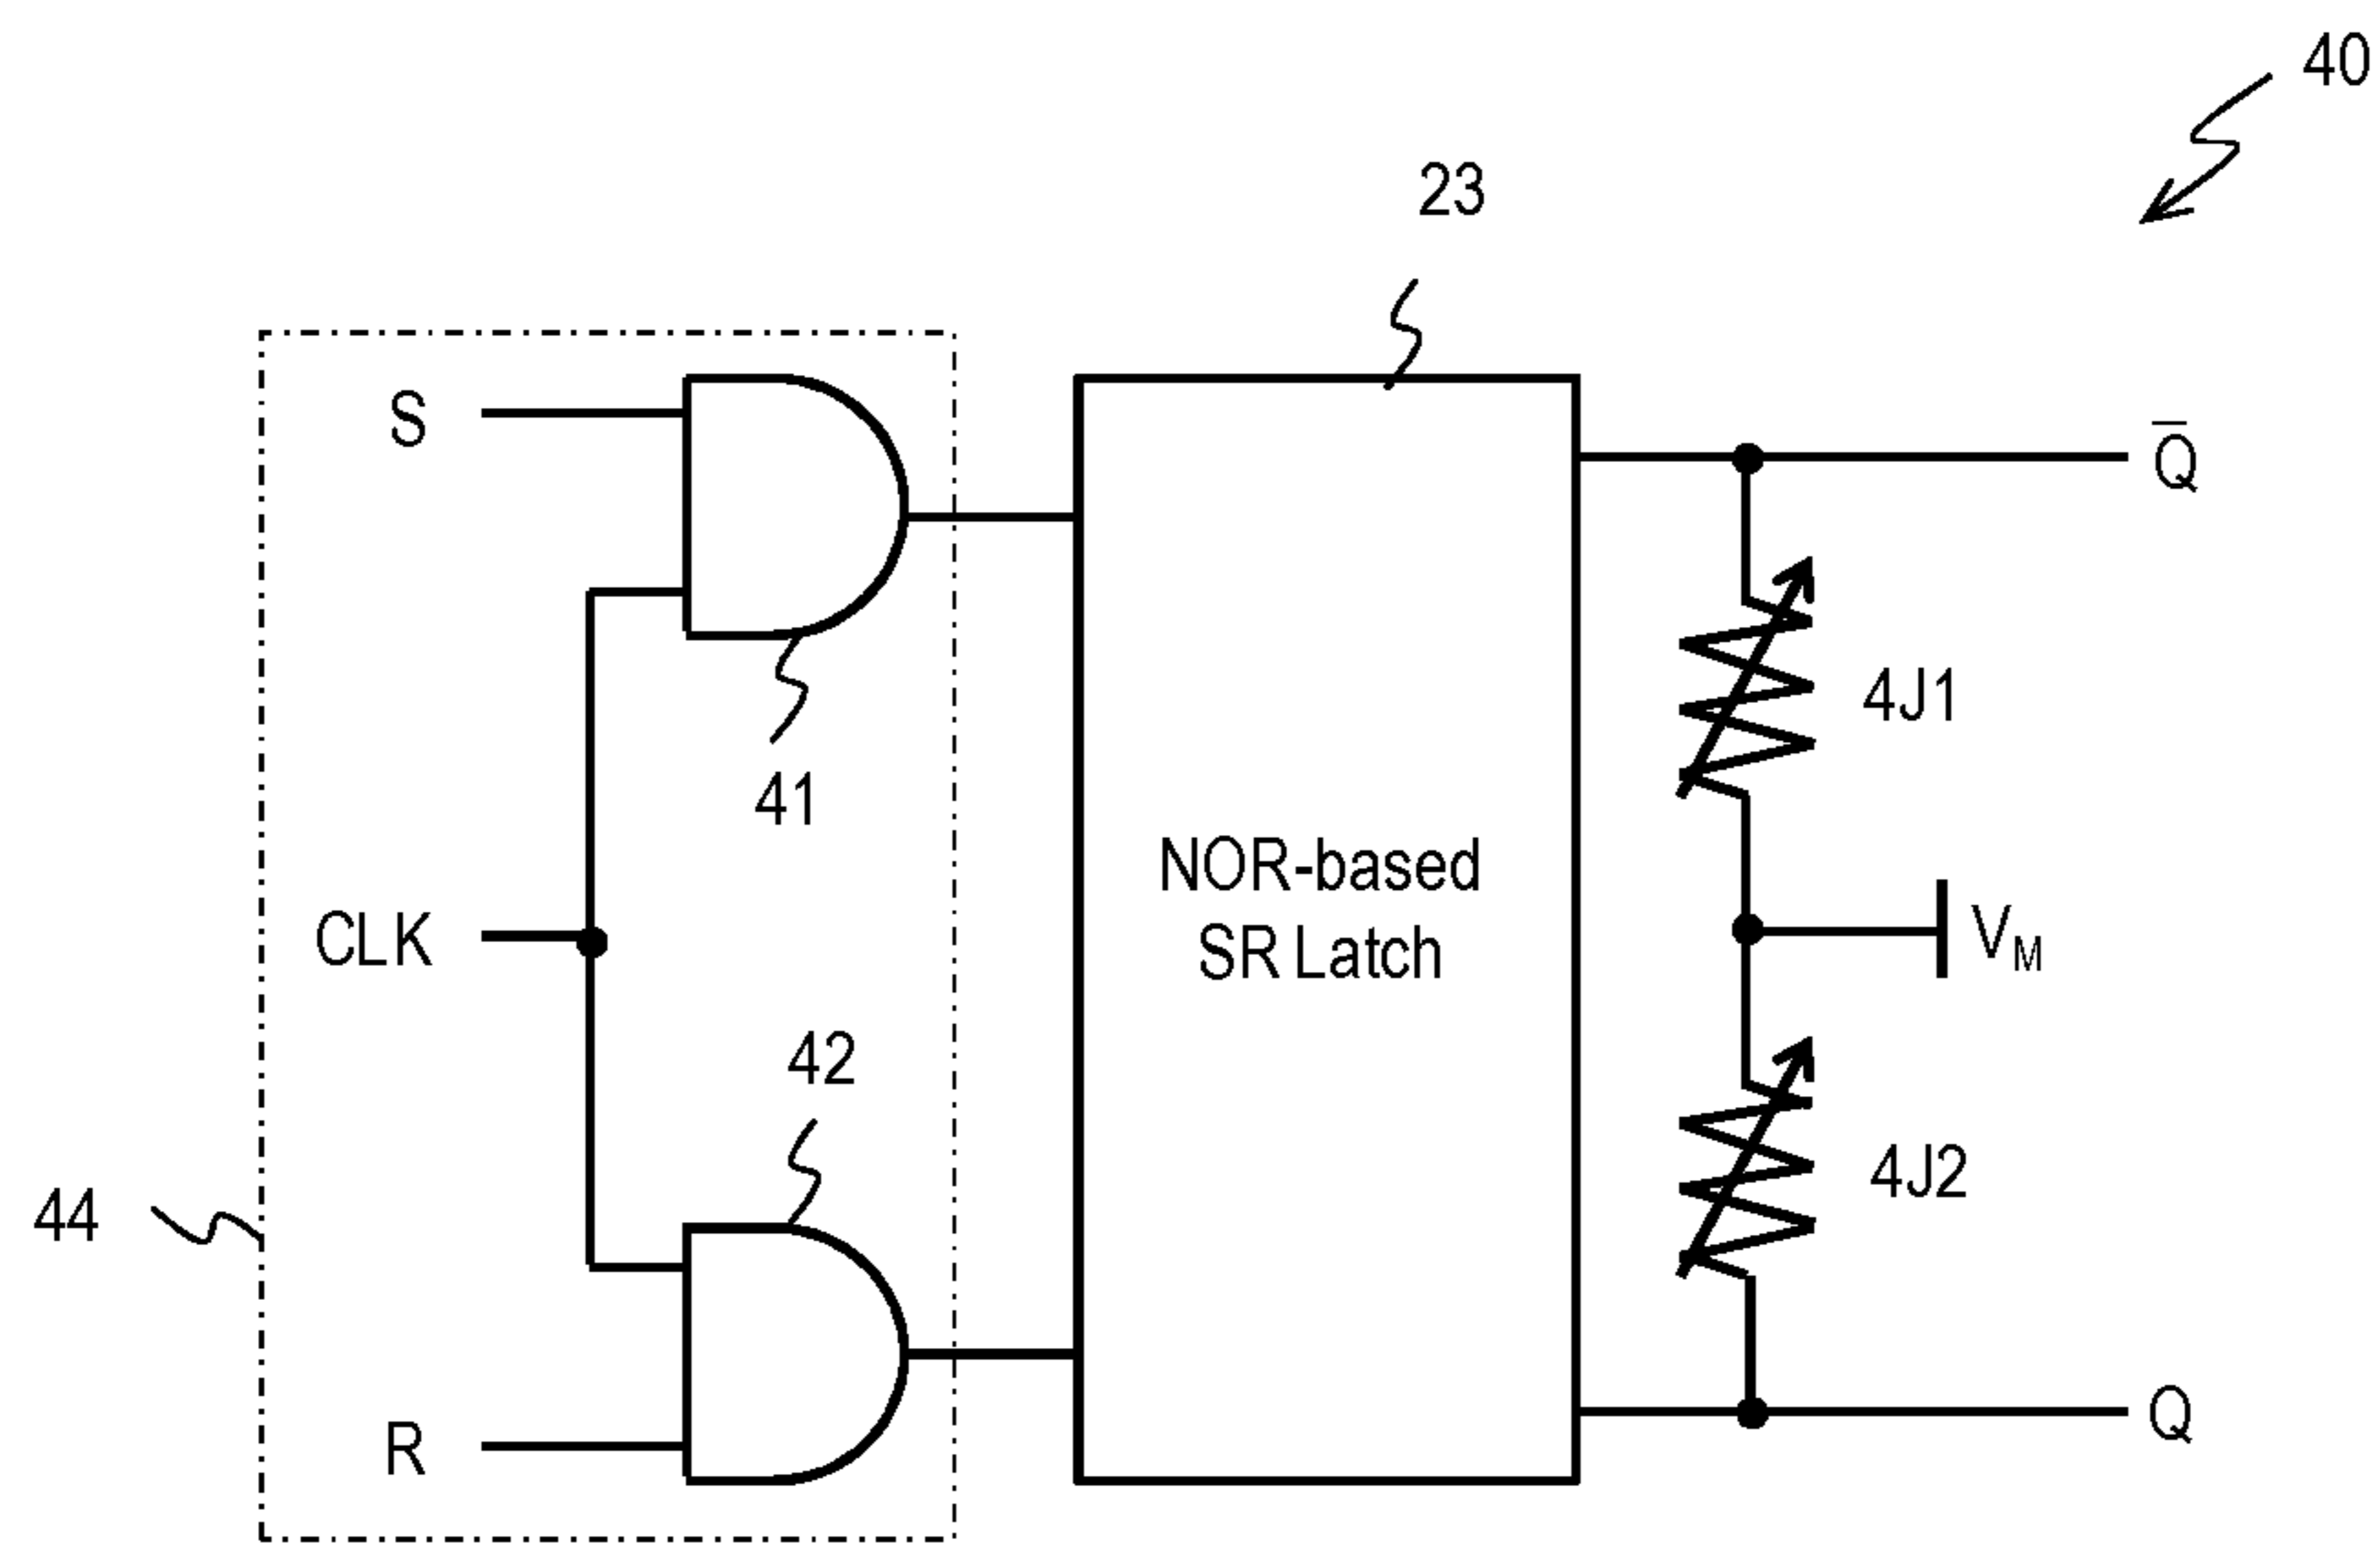 40
23
S
Q̅
41
4J1
NOR-based
SR Latch
CLK
VM
42
4J2
44
R
Q